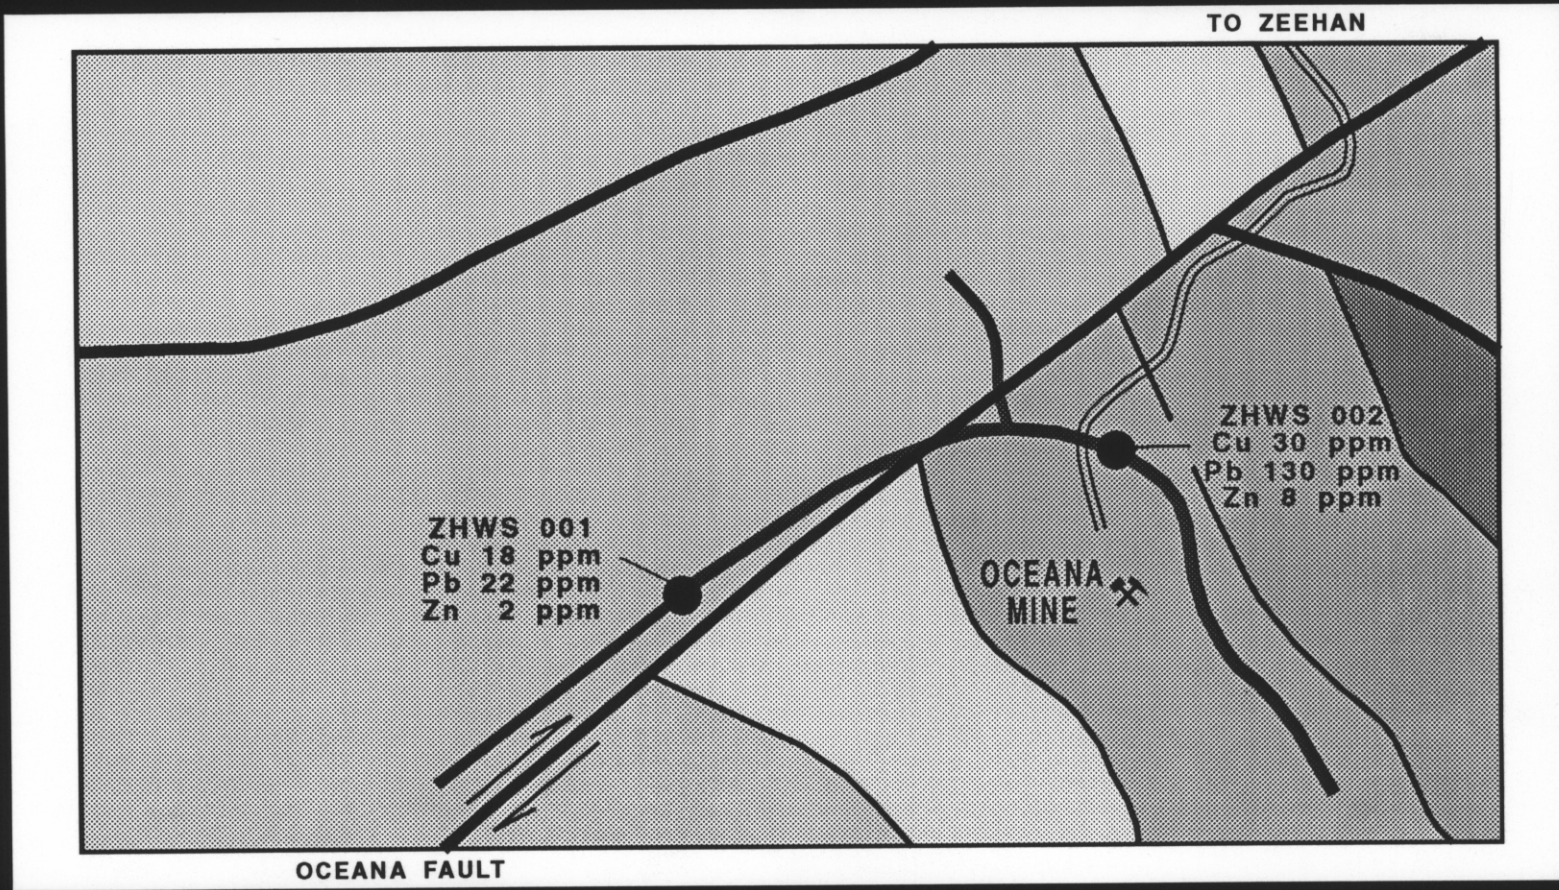 TO ZEEHAN
ZHWS 002
Cu 30 ppm
Pb 130 ppm
Zn 8 ppm
ZHWS 001
Cu 18 ppm
Pb 22 ppm
Zn 2 ppm
OCEANA
MINE
OCEANA FAULT